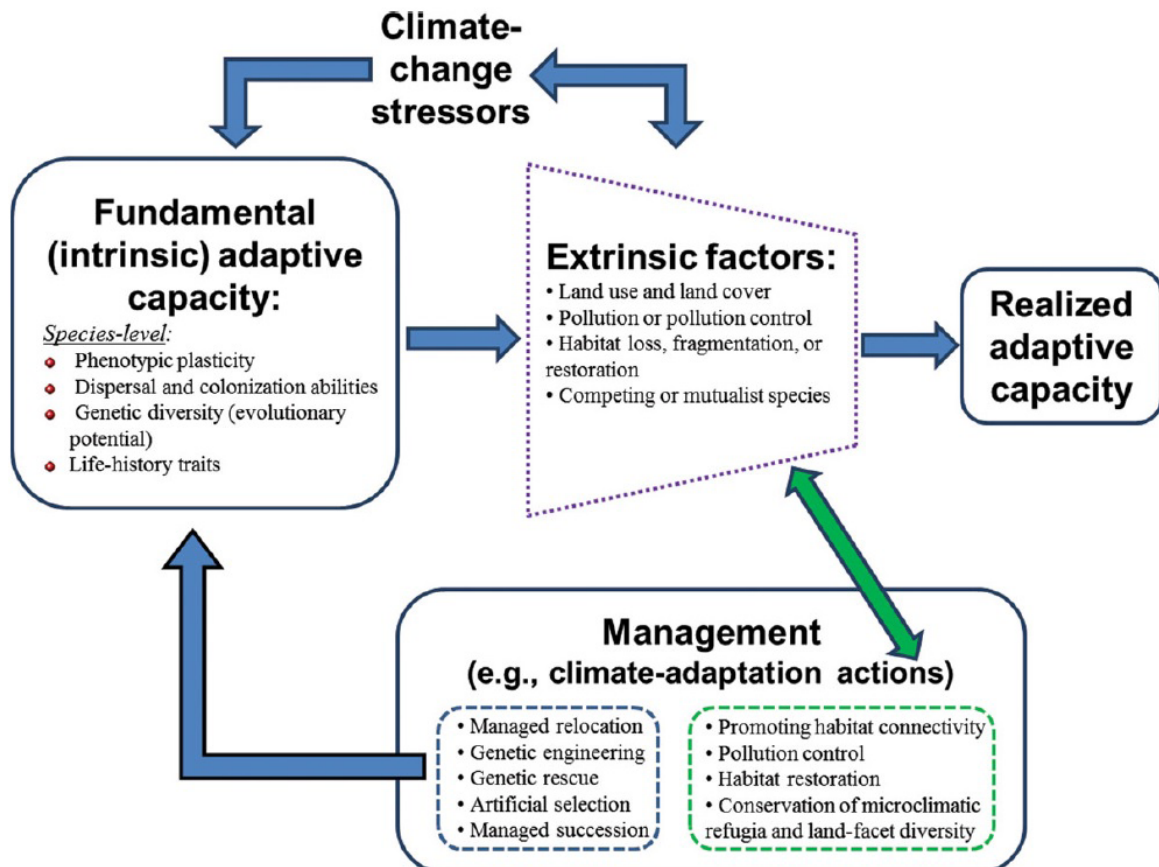 Climate-
change
stressors
Fundamental
(intrinsic) adaptive
capacity:
Species-level:
Phenotypic plasticity
Dispersal and colonization abilities
Genetic diversity (evolutionary
potential)
Life-history traits
Extrinsic factors:
• Land use and land cover
• Pollution or pollution control
• Habitat loss, fragmentation, or
restoration
• Competing or mutualist species
Realized
adaptive
capacity
Management
(e.g., climate-adaptation actions)
• Managed relocation
• Genetic engineering
• Genetic rescue
• Artificial selection
• Managed succession
• Promoting habitat connectivity
• Pollution control
• Habitat restoration
• Conservation of microclimatic
refugia and land-facet diversity